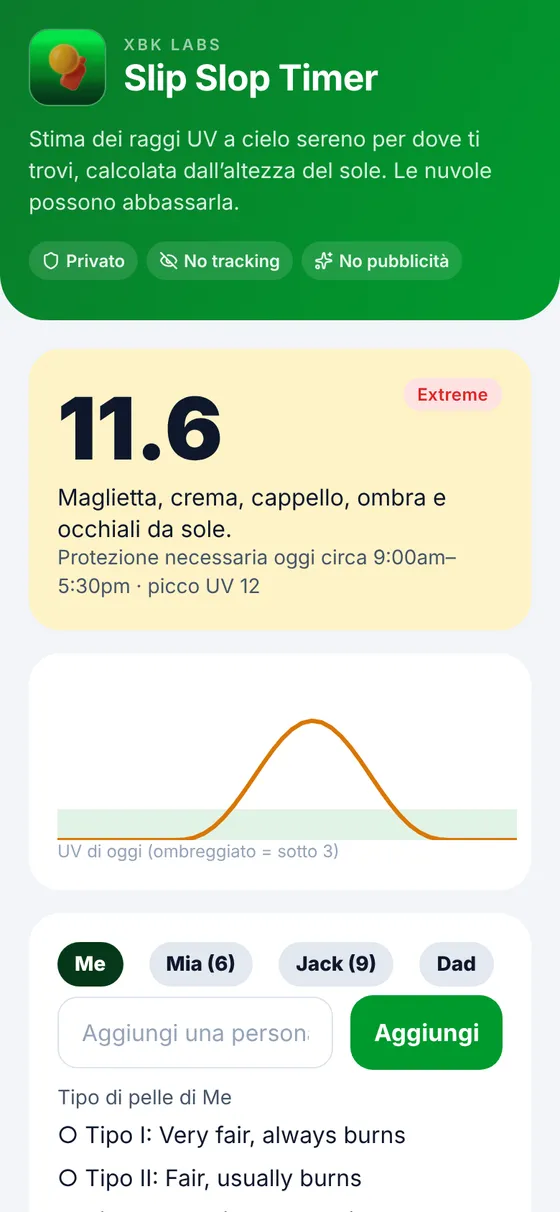 XBK LABS
Slip Slop Timer
Stima dei raggi UV a cielo sereno per dove ti
trovi, calcolata dall’altezza del sole. Le nuvole
possono abbassarla.
Privato
No tracking
No pubblicità
Extreme
11.6
Maglietta, crema, cappello, ombra e
occhiali da sole.
Protezione necessaria oggi circa 9:00am–
5:30pm · picco UV 12
UV di oggi (ombreggiato = sotto 3)
Me
Mia (6)
Jack (9)
Dad
Aggiungi una person
Aggiungi
Tipo di pelle di Me
Tipo I: Very fair, always burns
Tipo II: Fair, usually burns